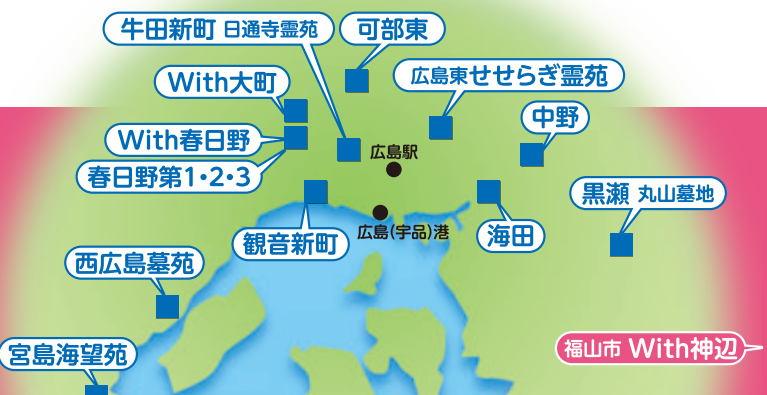 牛田新町 日通寺霊苑
可部東
With大町
広島東せせらぎ霊苑
中野
With春日野
春日野第1・2・3
広島駅
黒瀬 丸山墓地
観音新町
広島(宇品)港
海田
西広島墓苑
宮島海望苑
福山市 With神辺